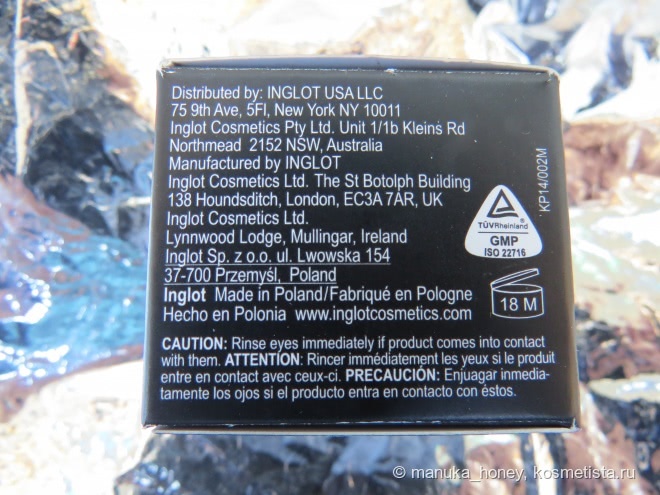 Distributed by: INGLOT USA LLC
75 9th Ave, 5Fl, New York NY 10011
Inglot Cosmetics Pty Ltd. Unit 1/1b Kleins Rd
Northmead 2152 NSW, Australia
Manufactured by INGLOT
Inglot Cosmetics Ltd. The St Botolph Building
138 Houndsditch, London, EC3A 7AR, UK
Inglot Cosmetics Ltd.
Lynnwood Lodge, Mullingar, Ireland
Inglot Sp. z o.o. ul. Lwowska 154
37-700 Przemyśl, Poland
Inglot Made in Poland/Fabriqué en Pologne
Hecho en Polonia www.inglotcosmetics.com
KP14/002M
TÜVRheinland
GMP
ISO 22716
18 M
CAUTION: Rinse eyes immediately if product comes into contact
with them. ATTENTION: Rincer immédiatement les yeux si le produit
entre en contact avec ceux-ci. PRECAUCIÓN: Enjuagar inmedia-
tamente los ojos si el producto entra en contacto con éstos.
© manuka_honey, kosmetista.ru